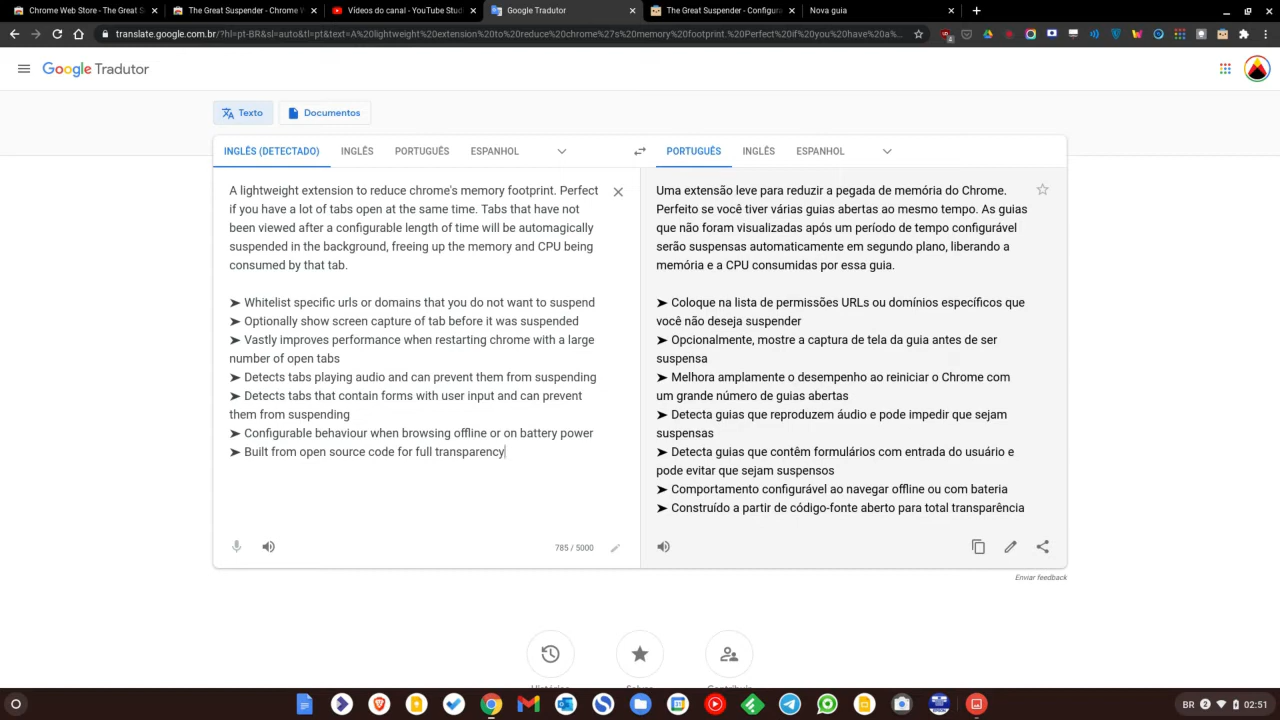 Chrome Web Store - The Great S
The Great Suspender - Chrome W
Vídeos do canal - YouTube Studi
Google Tradutor
The Great Suspender - Configura
Nova guia
translate.google.com.br/?hl=pt-BR&sl=auto&tl=pt&text=A%20lightweight%20extension%20to%20reduce%20chrome%27s%20memory%20footprint.%20Perfect%20if%20you%20have%20a...
Google Tradutor
Texto
Documentos
INGLÊS (DETECTADO)
INGLÊS
PORTUGUÊS
ESPANHOL
PORTUGUÊS
INGLÊS
ESPANHOL
A lightweight extension to reduce chrome's memory footprint. Perfect
if you have a lot of tabs open at the same time. Tabs that have not
been viewed after a configurable length of time will be automagically
suspended in the background, freeing up the memory and CPU being
consumed by that tab.
➤ Whitelist specific urls or domains that you do not want to suspend
➤ Optionally show screen capture of tab before it was suspended
➤ Vastly improves performance when restarting chrome with a large
number of open tabs
➤ Detects tabs playing audio and can prevent them from suspending
➤ Detects tabs that contain forms with user input and can prevent
them from suspending
➤ Configurable behaviour when browsing offline or on battery power
➤ Built from open source code for full transparency
785 / 5000
Uma extensão leve para reduzir a pegada de memória do Chrome.
Perfeito se você tiver várias guias abertas ao mesmo tempo. As guias
que não foram visualizadas após um período de tempo configurável
serão suspensas automaticamente em segundo plano, liberando a
memória e a CPU consumidas por essa guia.
➤ Coloque na lista de permissões URLs ou domínios específicos que
você não deseja suspender
➤ Opcionalmente, mostre a captura de tela da guia antes de ser
suspensa
➤ Melhora amplamente o desempenho ao reiniciar o Chrome com
um grande número de guias abertas
➤ Detecta guias que reproduzem áudio e pode impedir que sejam
suspensas
➤ Detecta guias que contêm formulários com entrada do usuário e
pode evitar que sejam suspensos
➤ Comportamento configurável ao navegar offline ou com bateria
➤ Construído a partir de código-fonte aberto para total transparência
Enviar feedback
Histórico
Salvas
Contribuir
BR 2 02:51